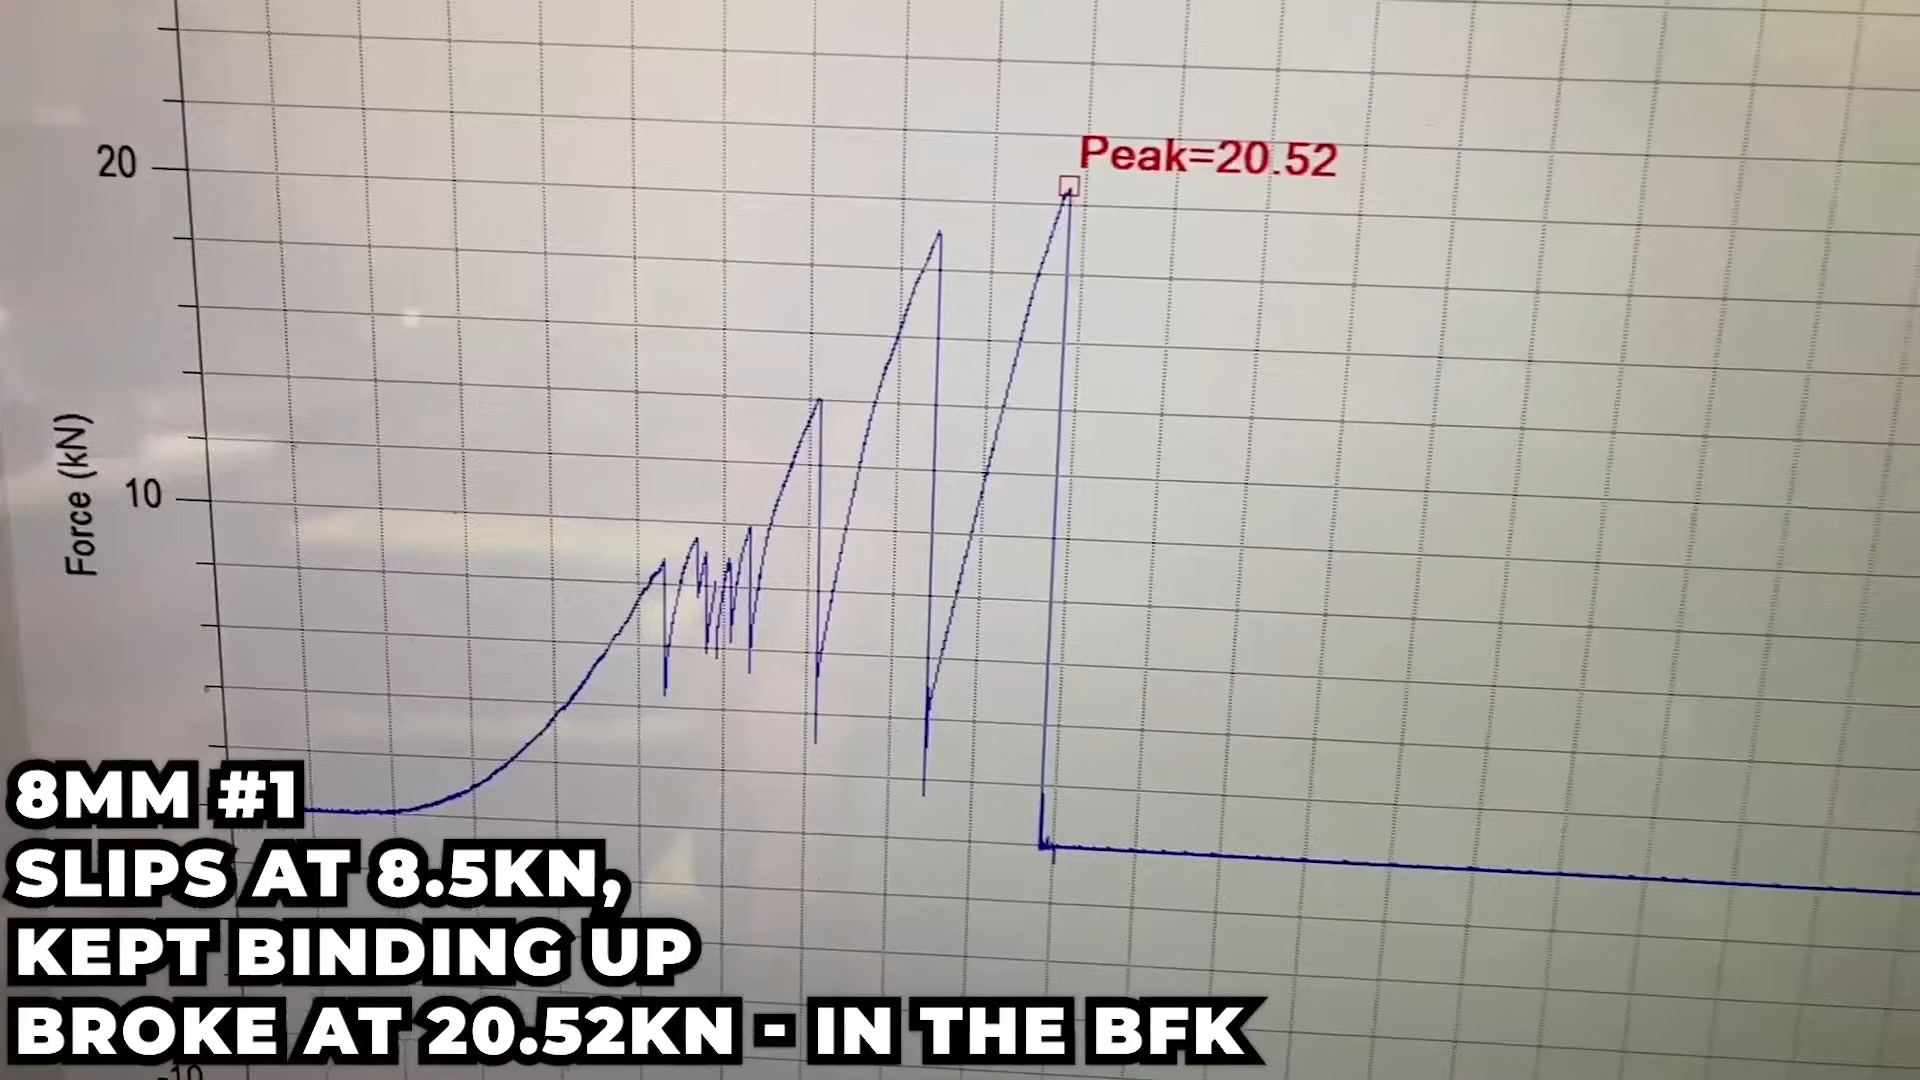 Peak=20.52
20
Force (kN)
10
8MM #1
SLIPS AT 8.5KN,
KEPT BINDING UP
BROKE AT 20.52KN - IN THE BFK
-10